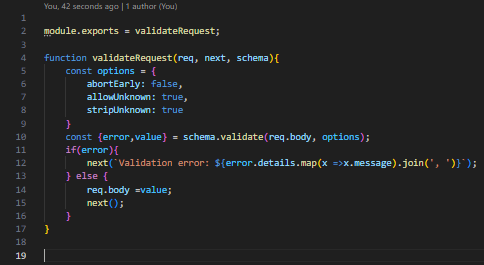 You, 42 seconds ago | 1 author (You)
1
2 module.exports = validateRequest;
3
4 function validateRequest(req, next, schema){
5 const options = {
6 abortEarly: false,
7 allowUnknown: true,
8 stripUnknown: true
9 }
10 const {error,value} = schema.validate(req.body, options);
11 if(error){
12 next(`Validation error: ${error.details.map(x =>x.message).join(', ')}`);
13 } else {
14 req.body =value;
15 next();
16 }
17 }
18
19